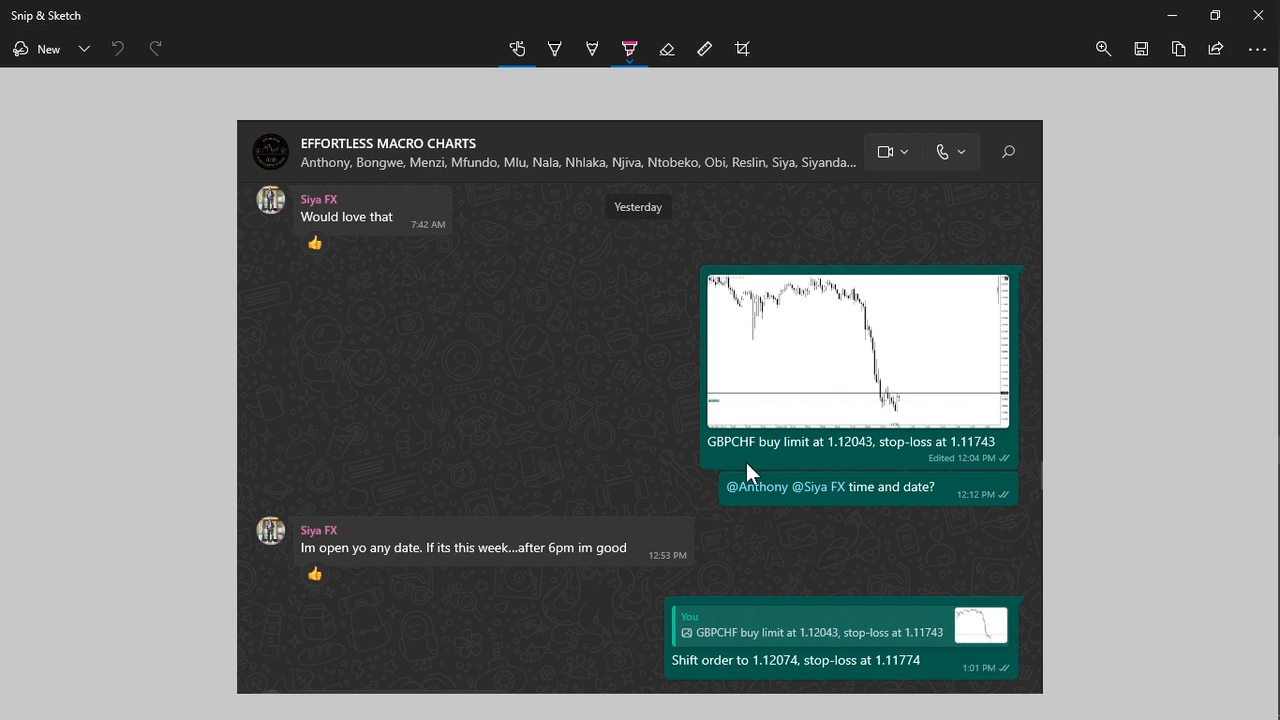 Snip & Sketch
New
EFFORTLESS MACRO CHARTS
Anthony, Bongwe, Menzi, Mfundo, Mlu, Nala, Nhlaka, Njiva, Ntobeko, Obi, Reslin, Siya, Siyanda...
Yesterday
Siya FX
Would love that
7:42 AM
GBPCHF buy limit at 1.12043, stop-loss at 1.11743
Edited 12:04 PM
@Anthony @Siya FX time and date?
12:12 PM
Siya FX
Im open yo any date. If its this week...after 6pm im good
12:53 PM
You
GBPCHF buy limit at 1.12043, stop-loss at 1.11743
Shift order to 1.12074, stop-loss at 1.11774
1:01 PM